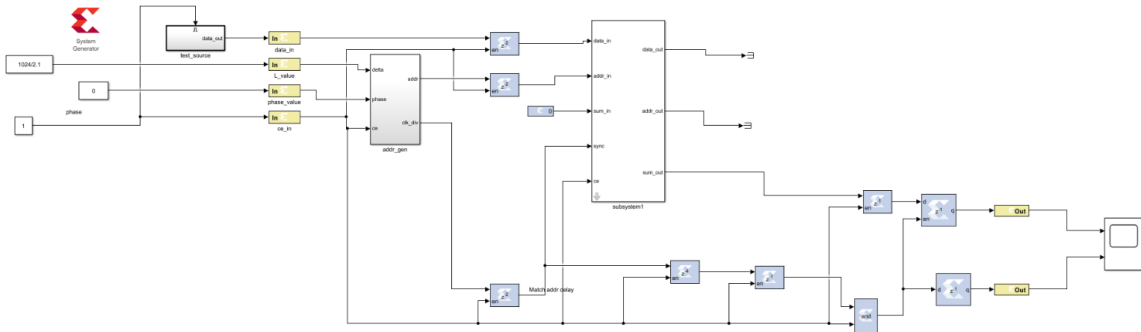 System
Generator
data_out
test_source
In
data_in
1024/2.1
In
L_value
0
In
phase_value
phase
1
In
ce_in
delta
addr
phase
clk_div
ce
addr_gen
en
en
0
data_in
data_out
addr_in
sum_in
addr_out
sync
sum_out
ce
subsystem1
en
d
en
q
Out
Match addr delay
en
en
en
and
d
q
Out